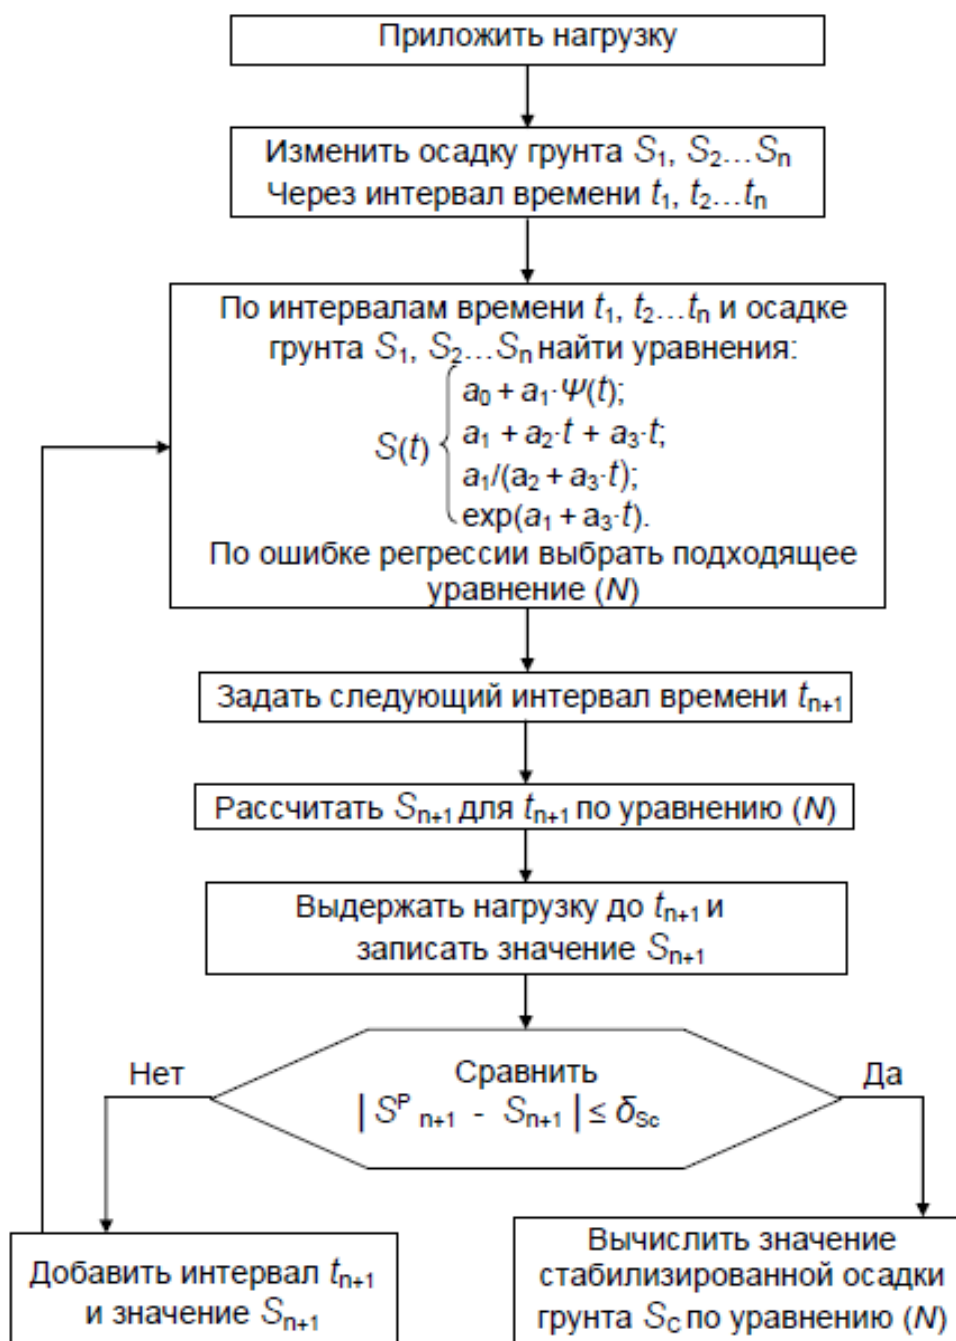 Приложить нагрузку
Изменить осадку грунта S₁, S₂...Sₙ
Через интервал времени t₁, t₂...tₙ
По интервалам времени t₁, t₂...tₙ и осадке
грунта S₁, S₂...Sₙ найти уравнения:
a₀ + a₁·Ψ(t);
S(t) { a₁ + a₂·t + a₃·t;
a₁/(a₂ + a₃·t);
exp(a₁ + a₃·t).
По ошибке регрессии выбрать подходящее
уравнение (N)
Задать следующий интервал времени tₙ₊₁
Рассчитать Sₙ₊₁ для tₙ₊₁ по уравнению (N)
Выдержать нагрузку до tₙ₊₁ и
записать значение Sₙ₊₁
Нет
Сравнить
Да
| Sᴾ ₙ₊₁ - Sₙ₊₁ | ≤ δSc
Добавить интервал tₙ₊₁
и значение Sₙ₊₁
Вычислить значение
стабилизированной осадки
грунта Sc по уравнению (N)